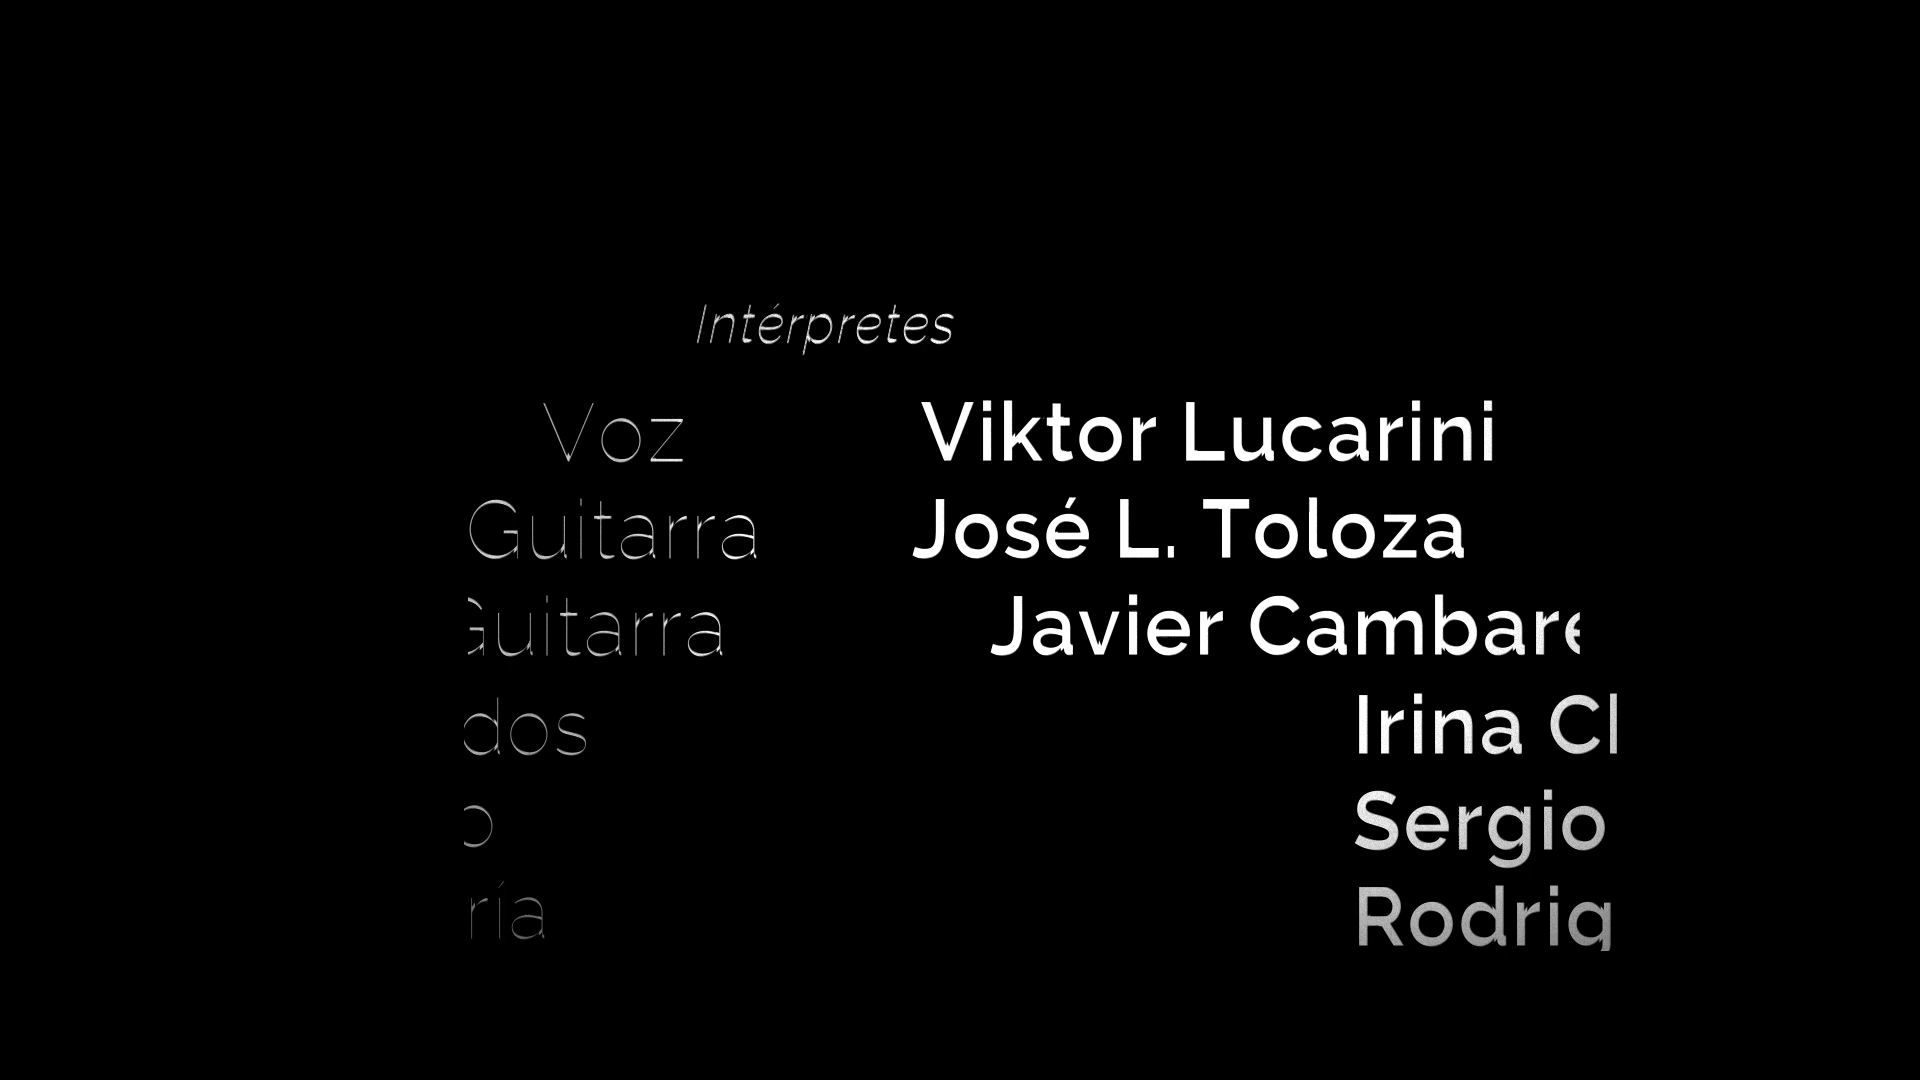 Intérpretes
Voz Viktor Lucarini
Guitarra José L. Toloza
Guitarra Javier Cambare
dos Irina Cl
o Sergio
ría Rodrig